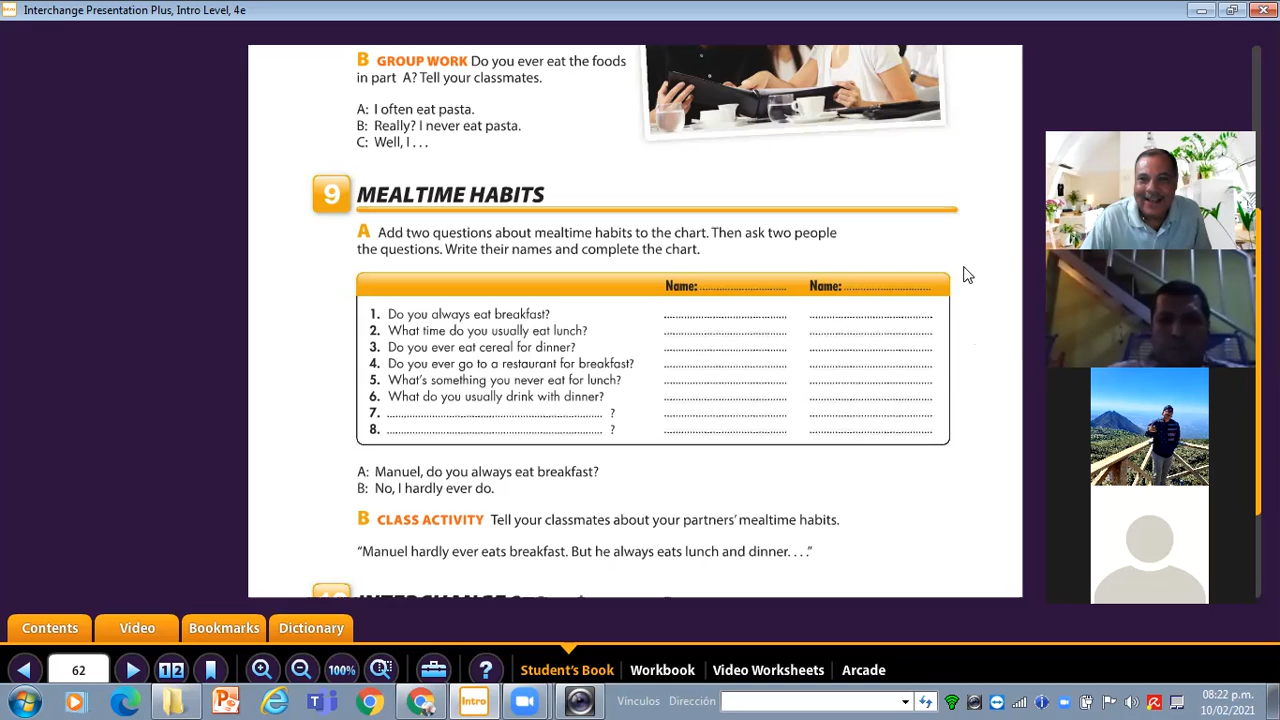 Interchange Presentation Plus, Intro Level, 4e
B GROUP WORK Do you ever eat the foods
in part A? Tell your classmates.
A: I often eat pasta.
B: Really? I never eat pasta.
C: Well, I . . .
9 MEALTIME HABITS
A Add two questions about mealtime habits to the chart. Then ask two people
the questions. Write their names and complete the chart.
Name: Name:
1. Do you always eat breakfast?
2. What time do you usually eat lunch?
3. Do you ever eat cereal for dinner?
4. Do you ever go to a restaurant for breakfast?
5. What's something you never eat for lunch?
6. What do you usually drink with dinner?
7. ?
8. ?
A: Manuel, do you always eat breakfast?
B: No, I hardly ever do.
B CLASS ACTIVITY Tell your classmates about your partners' mealtime habits.
"Manuel hardly ever eats breakfast. But he always eats lunch and dinner. . . ."
Contents Video Bookmarks Dictionary
62 12 100% ? Student's Book Workbook Video Worksheets Arcade
Intro Vínculos Dirección 08:22 p.m.
10/02/2021